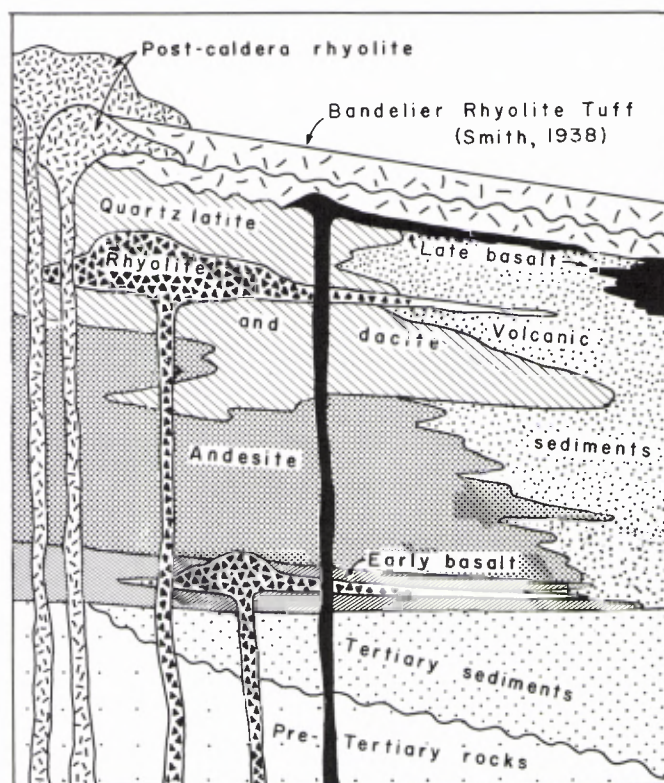 Post-caldera rhyolite
Bandelier Rhyolite Tuff
(Smith, 1938)
Quartz latite
Late basalt
Rhyolite
and
dacite
Volcanic
sediments
Andesite
Early basalt
Tertiary sediments
Pre-Tertiary rocks